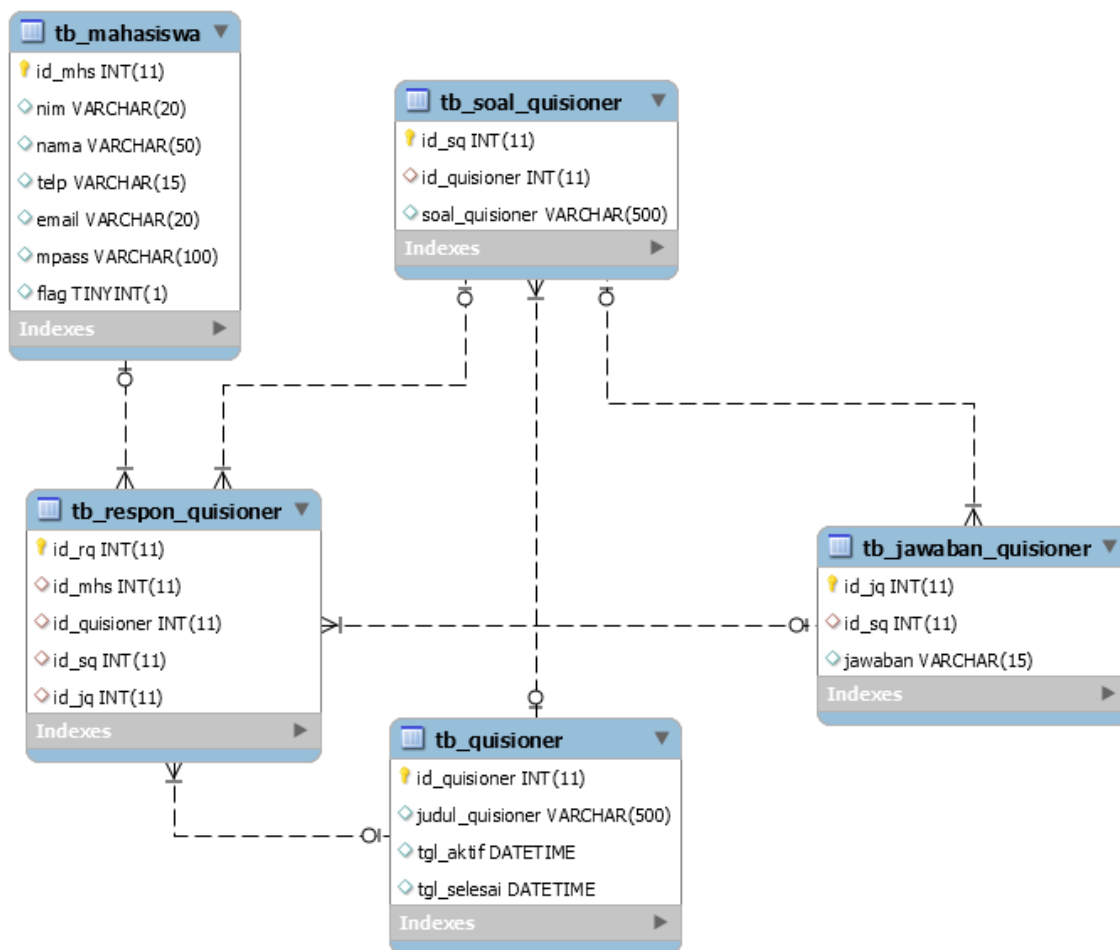 tb_mahasiswa
id_mhs INT(11)
nim VARCHAR(20)
nama VARCHAR(50)
telp VARCHAR(15)
email VARCHAR(20)
mpass VARCHAR(100)
flag TINYINT(1)
Indexes
tb_soal_quisioner
id_sq INT(11)
id_quisioner INT(11)
soal_quisioner VARCHAR(500)
Indexes
tb_respon_quisioner
id_rq INT(11)
id_mhs INT(11)
id_quisioner INT(11)
id_sq INT(11)
id_jq INT(11)
Indexes
tb_jawaban_quisioner
id_jq INT(11)
id_sq INT(11)
jawaban VARCHAR(15)
Indexes
tb_quisioner
id_quisioner INT(11)
judul_quisioner VARCHAR(500)
tgl_aktif DATETIME
tgl_selesai DATETIME
Indexes